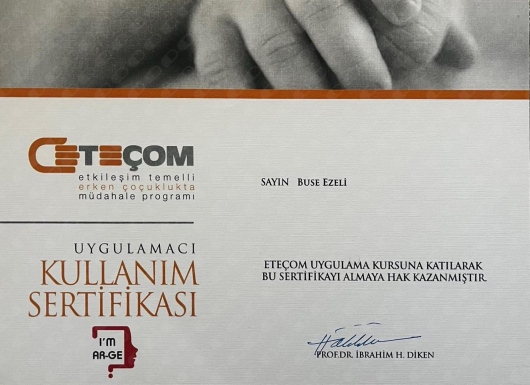 ETEÇOM
etkileşim temelli
erken çoçuklukta
müdahale programı
SAYIN Buse Ezeli
UYGULAMACI
KULLANIM
SERTİFİKASI
ETEÇOM UYGULAMA KURSUNA KATILARAK
BU SERTİFİKAYI ALMAYA HAK KAZANMIŞTIR.
I'M
AR-GE
PROF.DR. İBRAHİM H. DİKEN